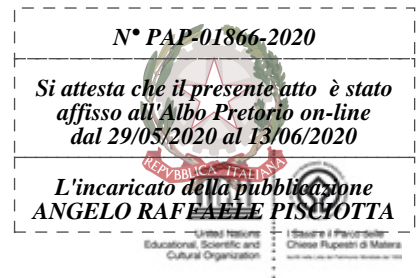 N° PAP-01866-2020
Si attesta che il presente atto è stato
affisso all'Albo Pretorio on-line
dal 29/05/2020 al 13/06/2020
REPVBBLICA ITALIANA
L'incaricato della pubblicazione
ANGELO RAFFAELE PISCIOTTA
United Nations
Educational, Scientific and
Cultural Organization
I Sassi e il Parco delle
Chiese Rupestri di Matera